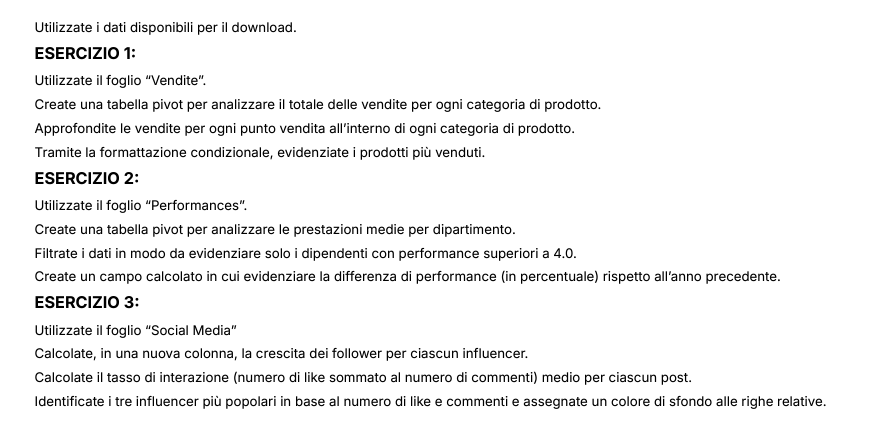 Utilizzate i dati disponibili per il download.
ESERCIZIO 1:
Utilizzate il foglio “Vendite”.
Create una tabella pivot per analizzare il totale delle vendite per ogni categoria di prodotto.
Approfondite le vendite per ogni punto vendita all’interno di ogni categoria di prodotto.
Tramite la formattazione condizionale, evidenziate i prodotti più venduti.
ESERCIZIO 2:
Utilizzate il foglio “Performances”.
Create una tabella pivot per analizzare le prestazioni medie per dipartimento.
Filtrate i dati in modo da evidenziare solo i dipendenti con performance superiori a 4.0.
Create un campo calcolato in cui evidenziare la differenza di performance (in percentuale) rispetto all’anno precedente.
ESERCIZIO 3:
Utilizzate il foglio “Social Media”
Calcolate, in una nuova colonna, la crescita dei follower per ciascun influencer.
Calcolate il tasso di interazione (numero di like sommato al numero di commenti) medio per ciascun post.
Identificate i tre influencer più popolari in base al numero di like e commenti e assegnate un colore di sfondo alle righe relative.